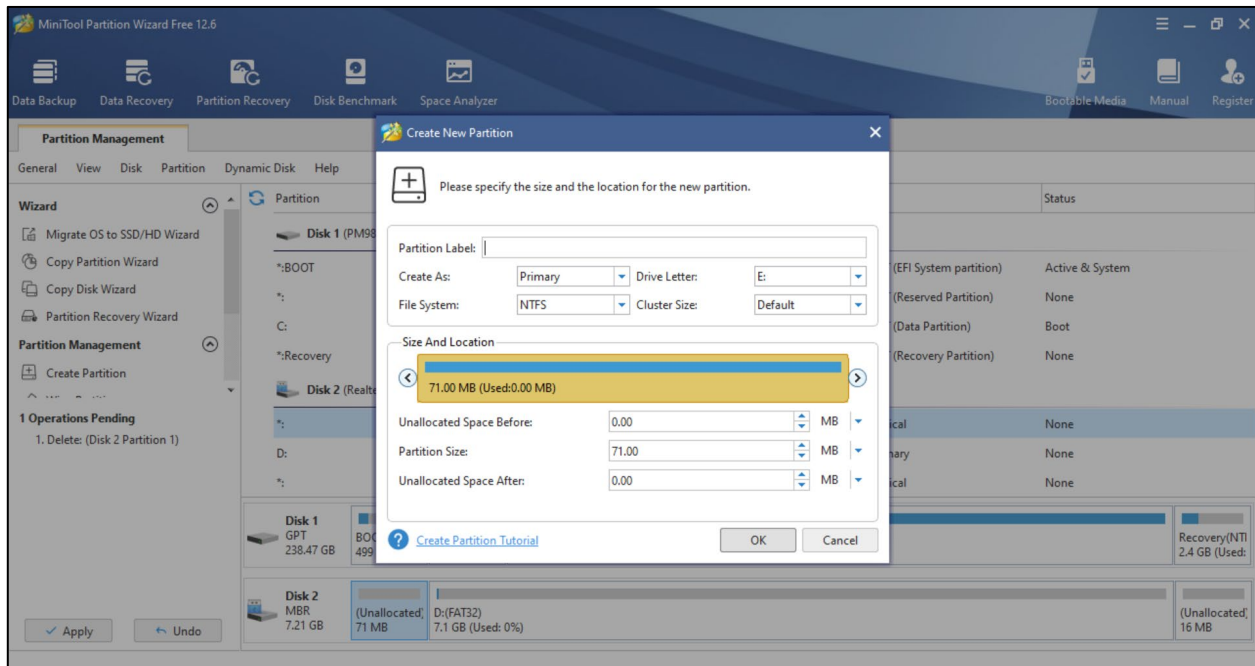 MiniTool Partition Wizard Free 12.6
Data Backup Data Recovery Partition Recovery Disk Benchmark Space Analyzer Bootable Media Manual Register
Partition Management
General View Disk Partition Dynamic Disk Help
Wizard
Migrate OS to SSD/HD Wizard
Copy Partition Wizard
Copy Disk Wizard
Partition Recovery Wizard
Partition Management
Create Partition
1 Operations Pending
1. Delete: (Disk 2 Partition 1)
Apply Undo
Partition Status
Disk 1 (PM98
*:BOOT (EFI System partition) Active & System
*: (Reserved Partition) None
C: (Data Partition) Boot
*:Recovery (Recovery Partition) None
Disk 2 (Realte
*: ical None
D: nary None
*: ical None
Create New Partition
Please specify the size and the location for the new partition.
Partition Label:
Create As: Primary Drive Letter: E:
File System: NTFS Cluster Size: Default
Size And Location
71.00 MB (Used:0.00 MB)
Unallocated Space Before: 0.00 MB
Partition Size: 71.00 MB
Unallocated Space After: 0.00 MB
Create Partition Tutorial OK Cancel
Disk 1
GPT
238.47 GB
BOO
499
Recovery(NTI
2.4 GB (Used:
Disk 2
MBR
7.21 GB
(Unallocated)
71 MB
D:(FAT32)
7.1 GB (Used: 0%)
(Unallocated)
16 MB